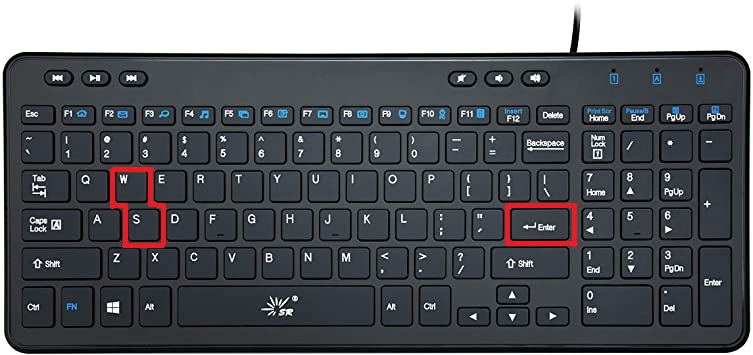 1 A
Esc F1 F2 F3 F4 F5 F6 F7 F8 F9 F10 F11 Insert F12 Delete Print Scr Home Pause/B End PgUp PgDn
~ ` ! 1 @ 2 # 3 $ 4 % 5 ^ 6 & 7 * 8 ( 9 ) 0 _ - + = Backspace Num Lock 1 / * -
Tab Q W E R T Y U I O P { [ } ] | \ 7 Home 8 9 PgUp +
Caps Lock A A S D F G H J K L : ; " ' Enter 4 5 6
Shift Z X C V B N M < , > . ? / Shift 1 End 2 3 PgDn Enter
Ctrl FN Alt SR ® Alt Ctrl 0 Ins . Del